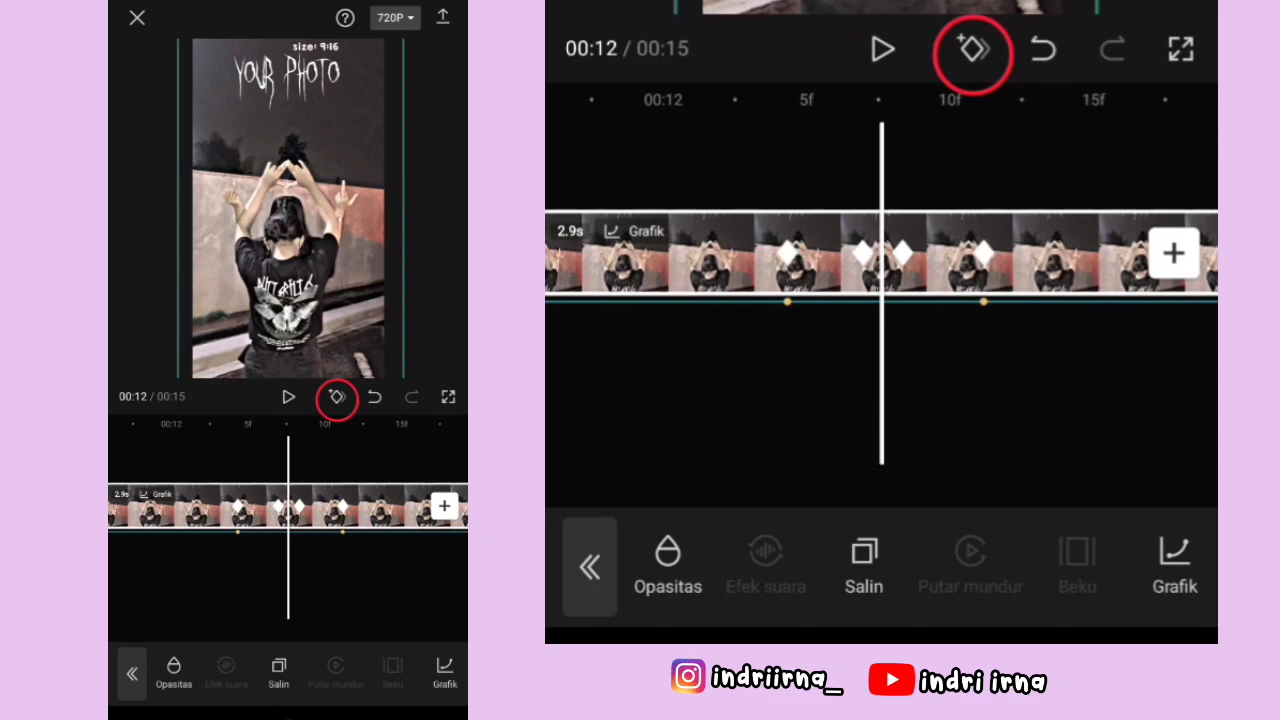 720P
size: 9:16
YOUR PHOTO
BUTTERFLIES
00:12 / 00:15
00:12 5f 10f 15f
2.9s Grafik
Opasitas Efek suara Salin Putar mundur Beku Grafik
00:12 / 00:15
00:12 5f 10f 15f
2.9s Grafik
Opasitas Efek suara Salin Putar mundur Beku Grafik
indriirna_ indri irna